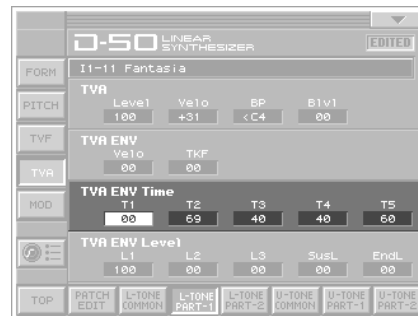 D-50 LINEAR SYNTHESIZER EDITED
FORM
I1-11 Fantasia
PITCH
TVA
Level Velo BP Blvl
100 +31 <C4 00
TVF
TVA ENV
Velo TKF
00 00
TVA
TVA ENV Time
MOD
T1 T2 T3 T4 T5
00 69 40 40 60
TVA ENV Level
L1 L2 L3 SusL EndL
100 00 00 00 00
TOP PATCH EDIT L-TONE COMMON L-TONE PART-1 L-TONE PART-2 U-TONE COMMON U-TONE PART-1 U-TONE PART-2